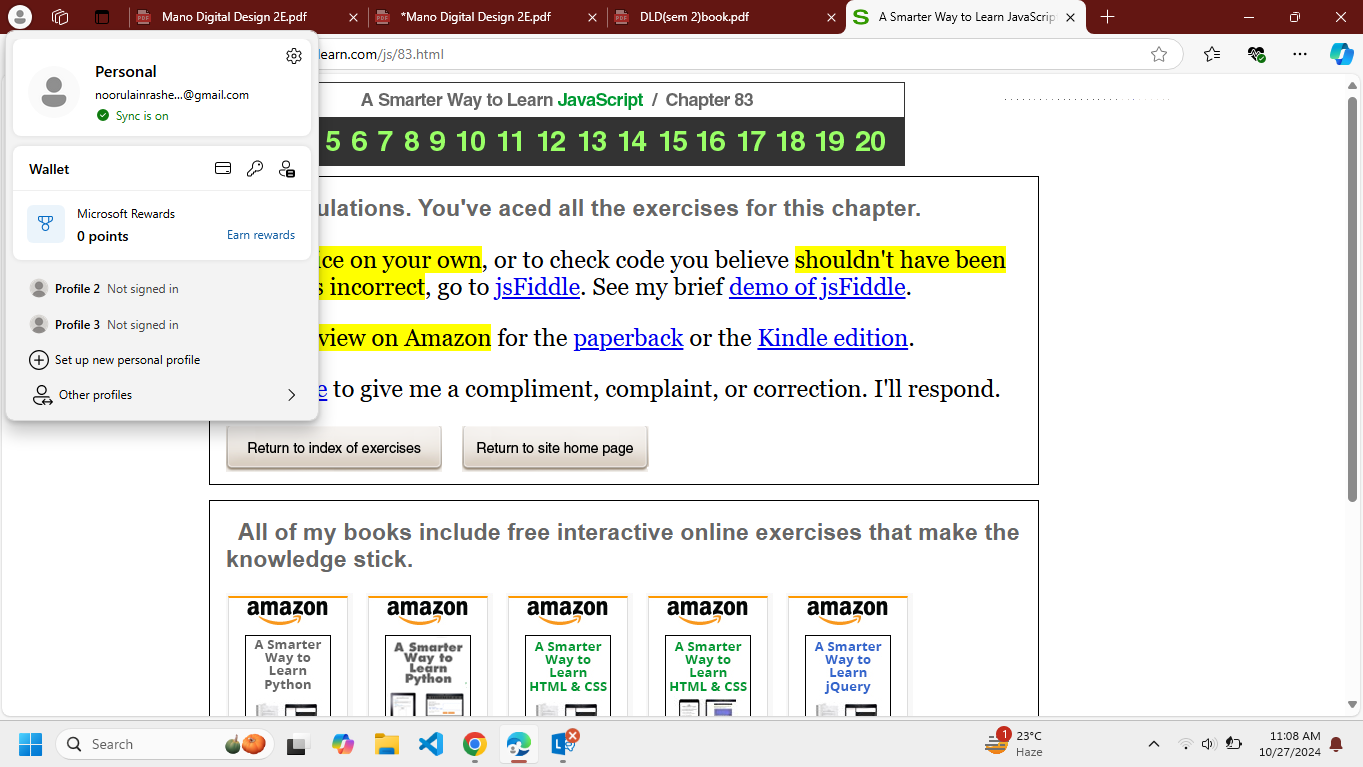 Mano Digital Design 2E.pdf
*Mano Digital Design 2E.pdf
DLD(sem 2)book.pdf
A Smarter Way to Learn JavaScrip
learn.com/js/83.html
Personal
noorulainrashe...@gmail.com
Sync is on
Wallet
Microsoft Rewards
0 points
Earn rewards
Profile 2 Not signed in
Profile 3 Not signed in
Set up new personal profile
Other profiles
A Smarter Way to Learn JavaScript / Chapter 83
5 6 7 8 9 10 11 12 13 14 15 16 17 18 19 20
ulations. You've aced all the exercises for this chapter.
ice on your own, or to check code you believe shouldn't have been
s incorrect, go to jsFiddle. See my brief demo of jsFiddle.
view on Amazon for the paperback or the Kindle edition.
e to give me a compliment, complaint, or correction. I'll respond.
Return to index of exercises
Return to site home page
All of my books include free interactive online exercises that make the
knowledge stick.
amazon
A Smarter
Way to
Learn
Python
amazon
A Smarter
Way to
Learn
Python
amazon
A Smarter
Way to
Learn
HTML & CSS
amazon
A Smarter
Way to
Learn
HTML & CSS
amazon
A Smarter
Way to
Learn
jQuery
Search
1
23°C
Haze
11:08 AM
10/27/2024